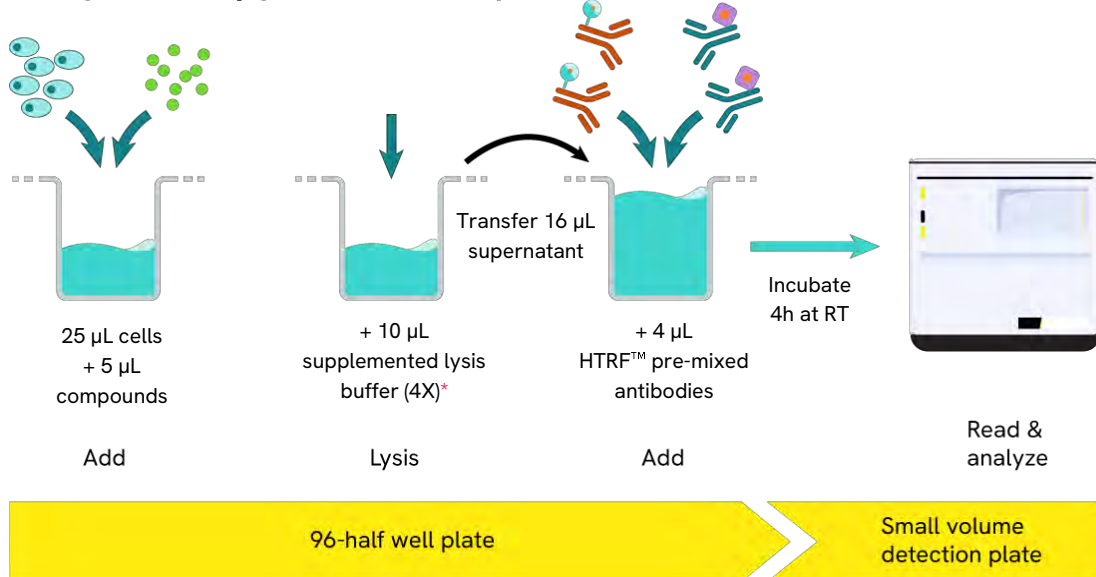 25 µL cells
+ 5 µL
compounds
Add
+ 10 µL
supplemented lysis
buffer (4X)*
Lysis
Transfer 16 µL
supernatant
+ 4 µL
HTRF™ pre-mixed
antibodies
Add
Incubate
4h at RT
Read &
analyze
96-half well plate
Small volume
detection plate